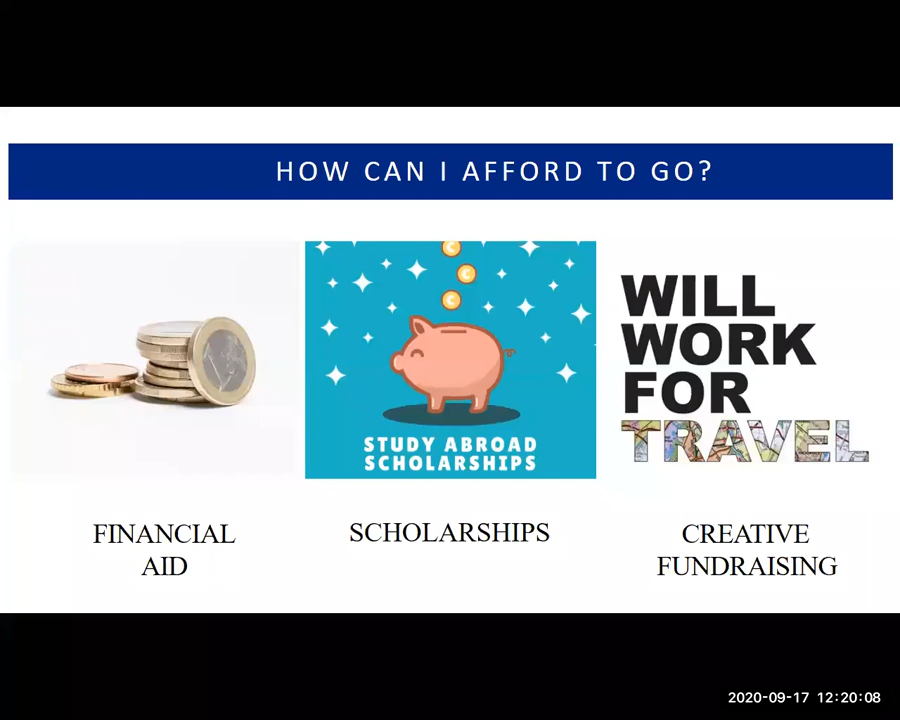 HOW CAN I AFFORD TO GO?
STUDY ABROAD
SCHOLARSHIPS
WILL
WORK
FOR
TRAVEL
FINANCIAL
AID
SCHOLARSHIPS
CREATIVE
FUNDRAISING
2020-09-17 12:20:08